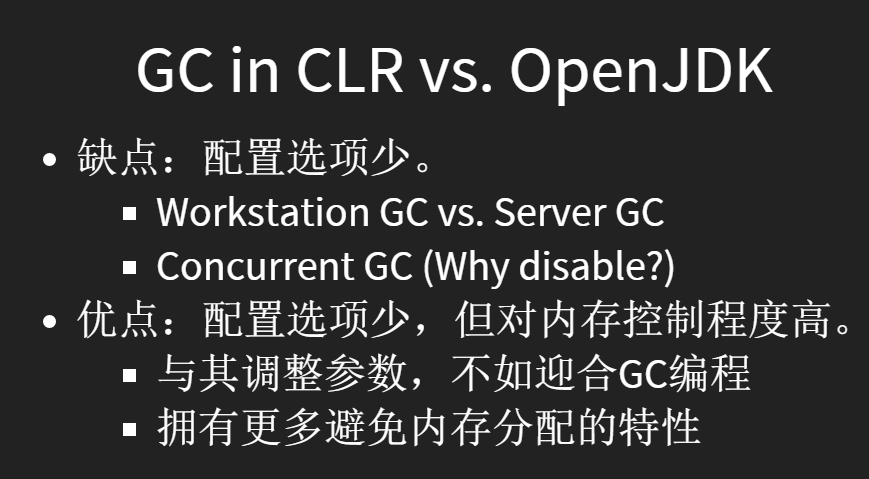 GC in CLR vs. OpenJDK
缺点：配置选项少。
Workstation GC vs. Server GC
Concurrent GC (Why disable?)
优点：配置选项少，但对内存控制程度高。
与其调整参数，不如迎合GC编程
拥有更多避免内存分配的特性